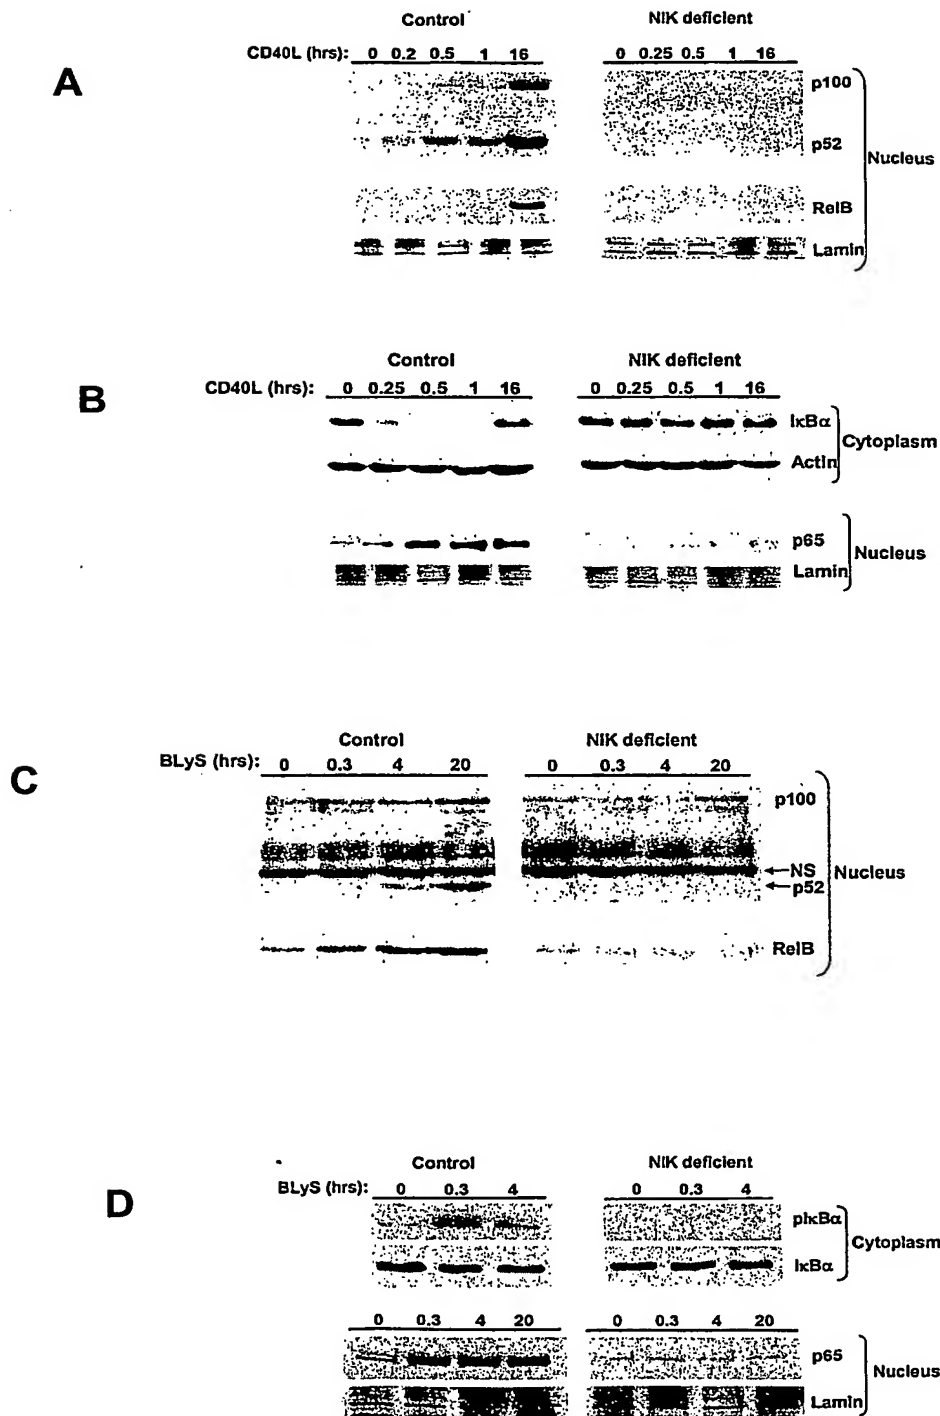 Control NIK deficient
CD40L (hrs): 0 0.2 0.5 1 16 0 0.25 0.5 1 16
A
p100
p52
Nucleus
RelB
Lamin
Control NIK deficient
CD40L (hrs): 0 0.25 0.5 1 16 0 0.25 0.5 1 16
B
IκBα
Cytoplasm
Actin
p65
Nucleus
Lamin
Control NIK deficient
BLyS (hrs): 0 0.3 4 20 0 0.3 4 20
C
p100
NS
Nucleus
p52
RelB
Control NIK deficient
BLyS (hrs): 0 0.3 4 0 0.3 4
D
pIκBα
Cytoplasm
IκBα
0 0.3 4 20 0 0.3 4 20
p65
Nucleus
Lamin